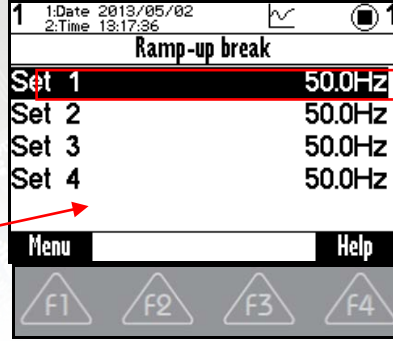 1 1:Date 2013/05/02 1
2:Time 13:17:36
Ramp-up break
Set 1 50.0Hz
Set 2 50.0Hz
Set 3 50.0Hz
Set 4 50.0Hz
Menu Help
F1 F2 F3 F4